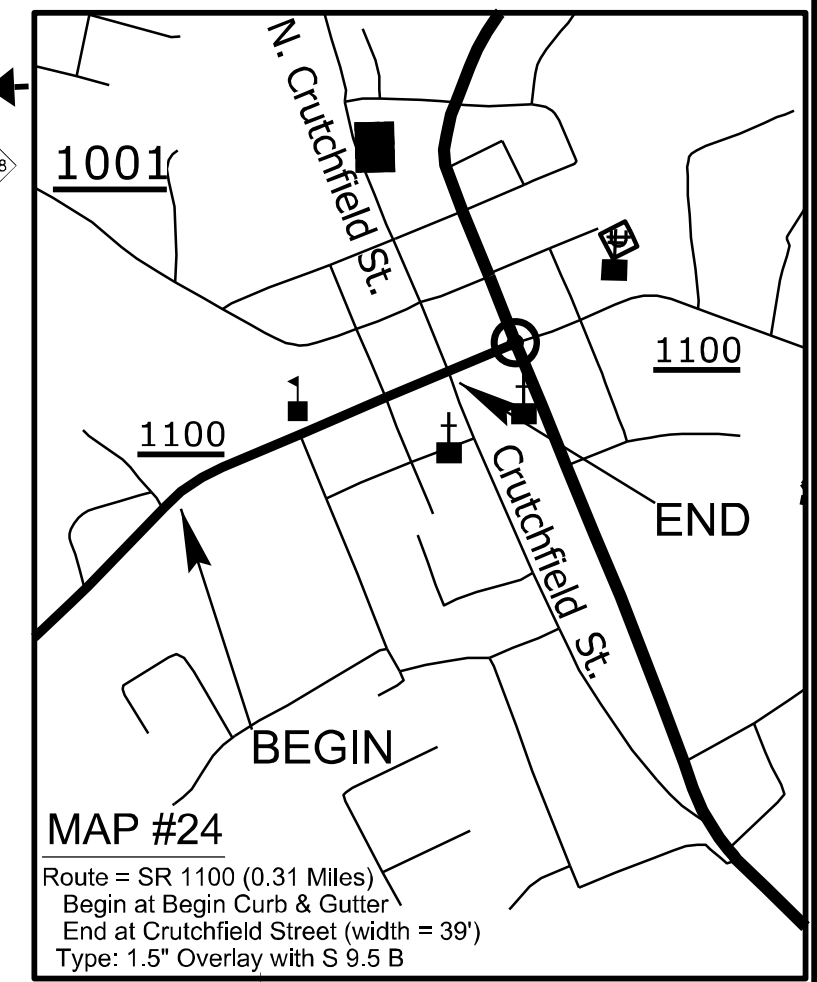 N. Crutchfield St.
8
1001
1100
1100
Crutchfield St.
END
BEGIN
MAP #24
Route = SR 1100 (0.31 Miles)
Begin at Begin Curb & Gutter
End at Crutchfield Street (width = 39')
Type: 1.5" Overlay with S 9.5 B